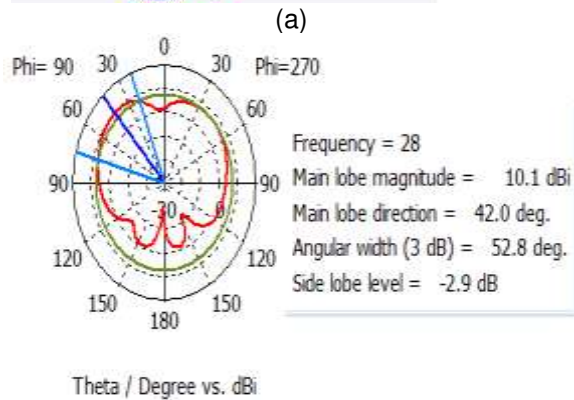 (a)
0
Phi= 90 30 30 Phi=270
60 60
90 30 0 90
120 120
150 150
180
Frequency = 28
Main lobe magnitude = 10.1 dBi
Main lobe direction = 42.0 deg.
Angular width (3 dB) = 52.8 deg.
Side lobe level = -2.9 dB
Theta / Degree vs. dBi